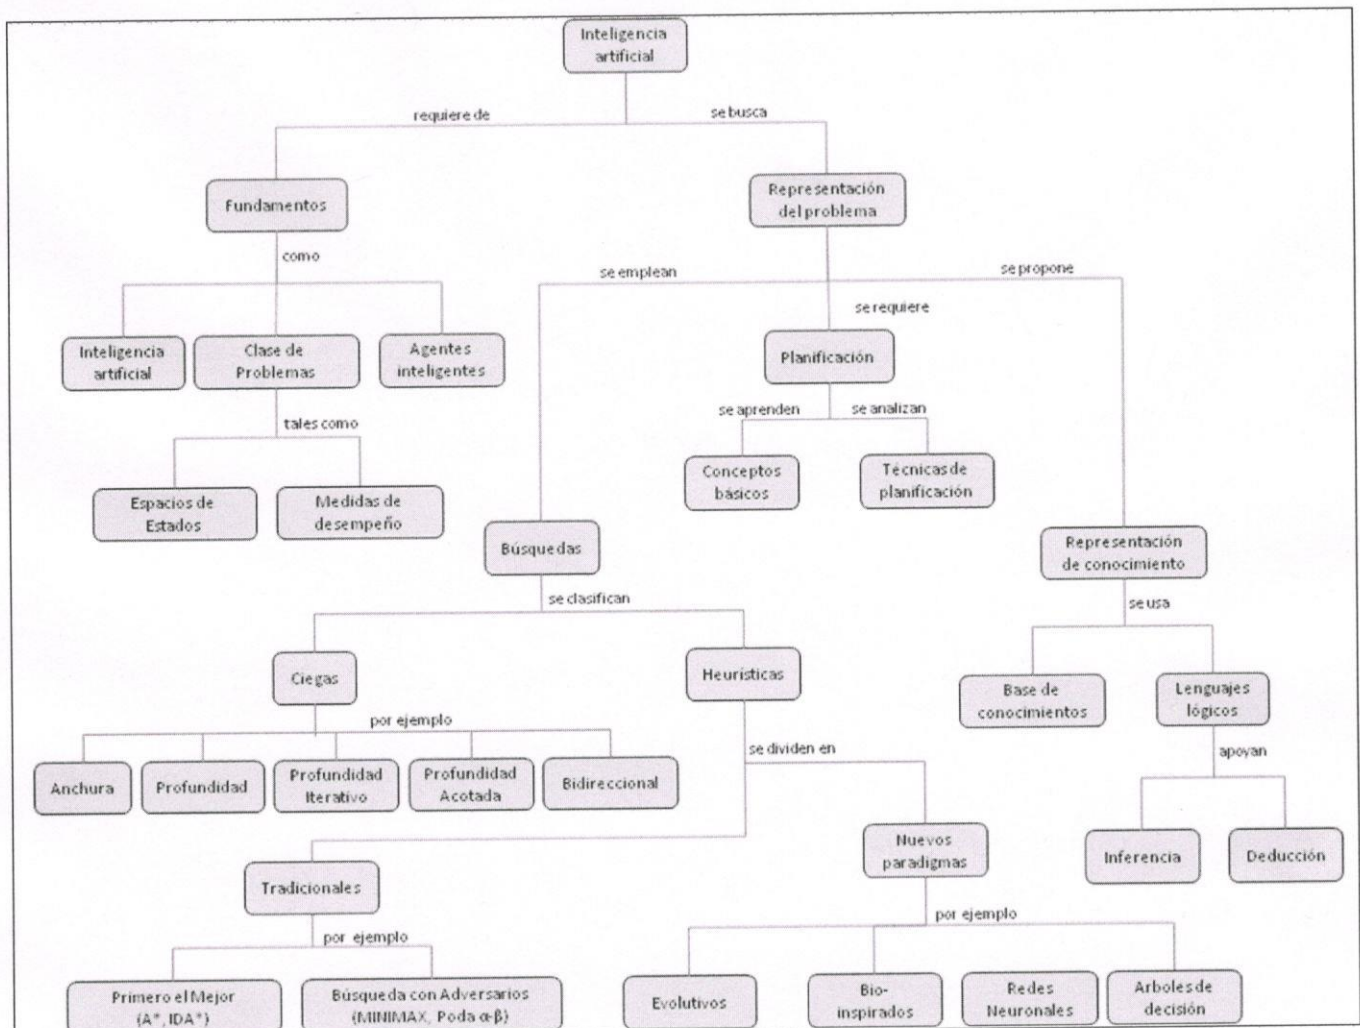 Inteligencia
artificial
requiere de
se busca
Fundamentos
Representación
del problema
como
se emplean
se propone
se requiere
Inteligencia
artificial
Clase de
Problemas
Agentes
inteligentes
Planificación
tales como
se aprenden
se analizan
Espacios de
Estados
Medidas de
desempeño
Conceptos
básicos
Técnicas de
planificación
Búsquedas
Representación
de conocimiento
se clasifican
se usa
Ciegas
Heurísticas
Base de
conocimientos
Lenguajes
lógicos
por ejemplo
se dividen en
apoyan
Anchura
Profundidad
Profundidad
Iterativo
Profundidad
Acotada
Bidireccional
Nuevos
paradigmas
Inferencia
Deducción
Tradicionales
por ejemplo
por ejemplo
Primero el Mejor
(A*, IDA*)
Búsqueda con Adversarios
(MINIMAX, Poda α-β)
Evolutivos
Bio-
inspirados
Redes
Neuronales
Arboles de
decisión